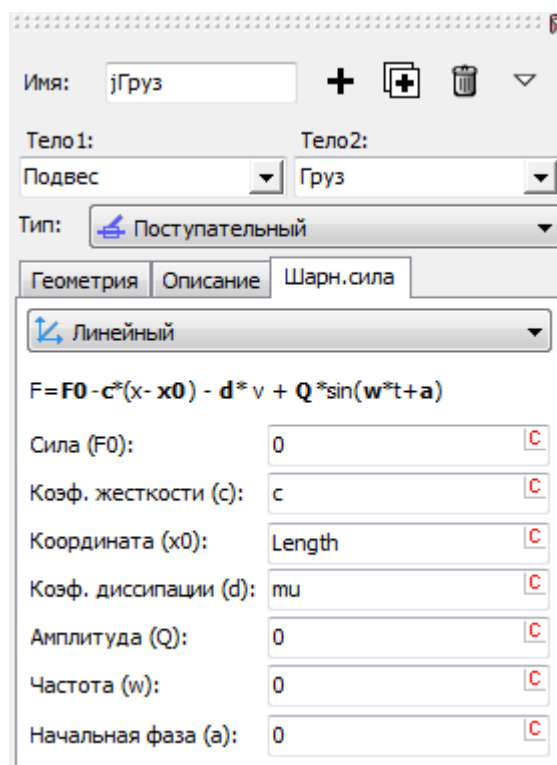 Имя: jГруз
Тело1: Тело2:
Подвес Груз
Тип: Поступательный
Геометрия Описание Шарн.сила
Линейный
F=F0-c*(x-x0) - d* v + Q*sin(w*t+a)
Сила (F0): 0 C
Коэф. жесткости (c): c C
Координата (x0): Length C
Коэф. диссипации (d): mu C
Амплитуда (Q): 0 C
Частота (w): 0 C
Начальная фаза (a): 0 C